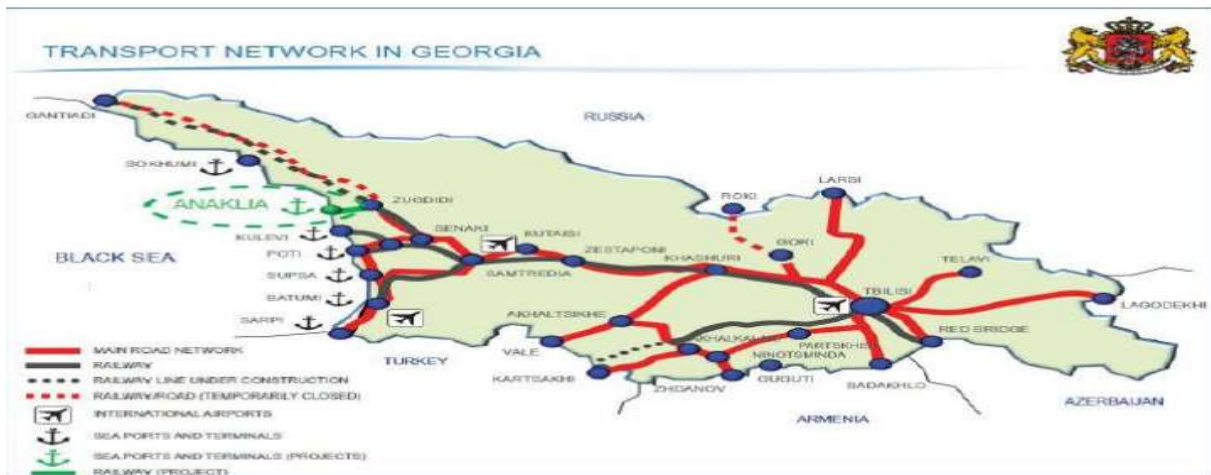 TRANSPORT NETWORK IN GEORGIA
GANTIADI
RUSSIA
SOKHUMI
LARSI
ROKI
ANAKLIA
ZUGDIDI
KULEVI
SENAKI
KUTAISI
GORI
BLACK SEA
POTI
ZESTAPONI
KHASHURI
TELAVI
SUPSA
SAMTREDIA
TBILISI
BATUMI
LAGODEKHI
SARPI
AKHALTSIKHE
RED BRIDGE
MAIN ROAD NETWORK
TURKEY
VALE
PARTSKHISI
RAILWAY
KARTSAKHI
NINOTSMINDA
RAILWAY LINE UNDER CONSTRUCTION
ZHDANOV
GUGUTI
SADAKHLO
RAILWAY/ROAD (TEMPORARILY CLOSED)
INTERNATIONAL AIRPORTS
ARMENIA
AZERBAIJAN
SEA PORTS AND TERMINALS
SEA PORTS AND TERMINALS (PROJECTS)
RAILWAY (PROJECT)